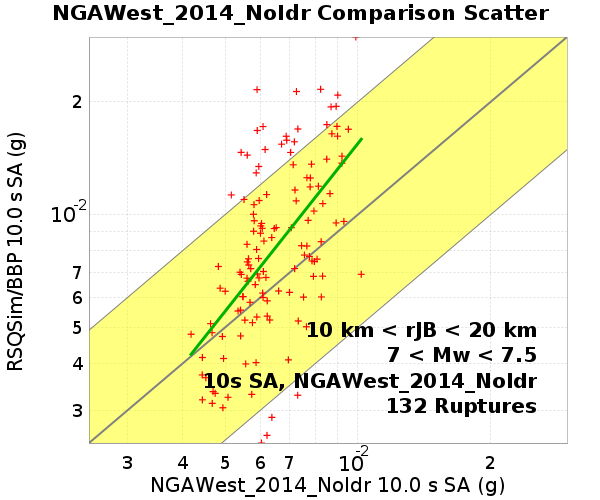 NGAWest_2014_NoIdr Comparison Scatter
RSQSim/BBP 10.0 s SA (g)
2
10⁻²
7
6
5
4
3
10 km < rJB < 20 km
7 < Mw < 7.5
10s SA, NGAWest_2014_NoIdr
132 Ruptures
3 4 5 6 7 10⁻² 2
NGAWest_2014_NoIdr 10.0 s SA (g)